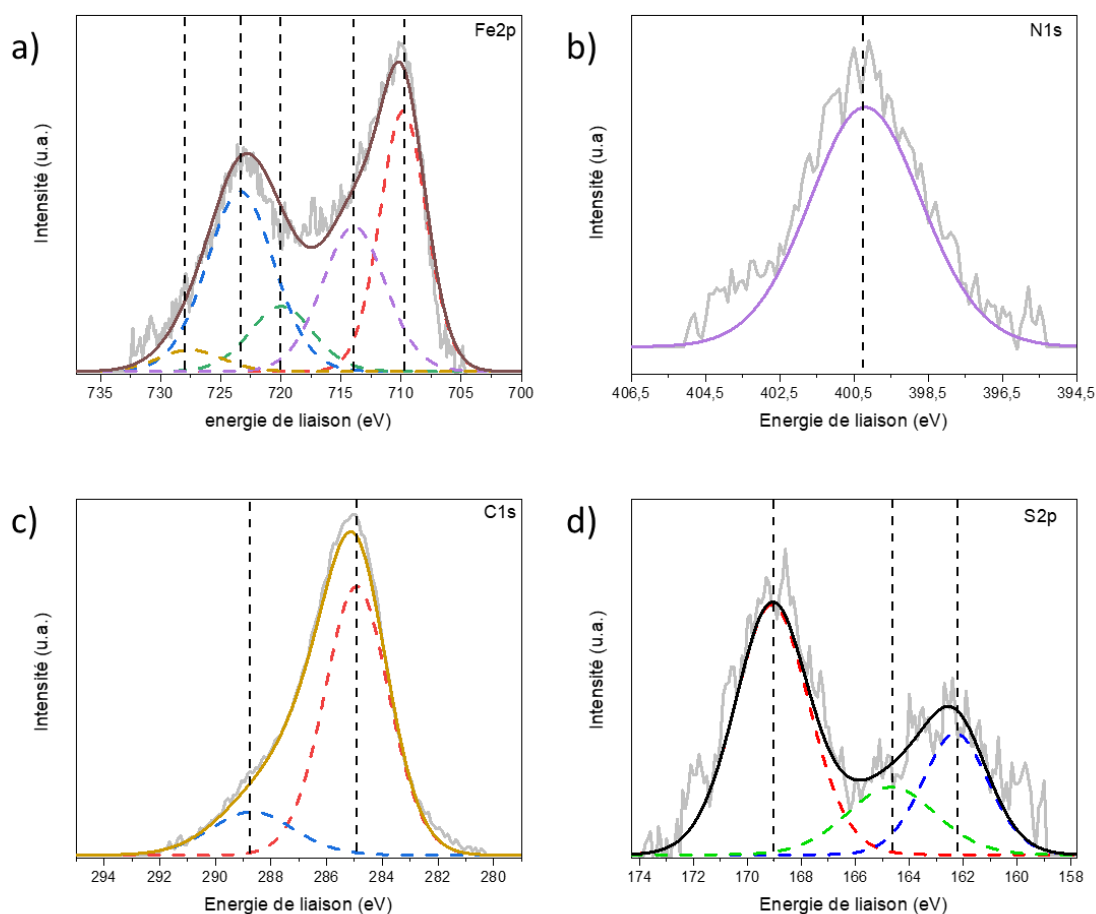 a)
Fe2p
Intensité (u.a.)
735 730 725 720 715 710 705 700
energie de liaison (eV)
b)
N1s
Intensité (u.a)
406,5 404,5 402,5 400,5 398,5 396,5 394,5
Energie de liaison (eV)
c)
C1s
Intensité (u.a.)
294 292 290 288 286 284 282 280
Energie de liaison (eV)
d)
S2p
Intensité (u.a.)
174 172 170 168 166 164 162 160 158
Energie de liaison (eV)